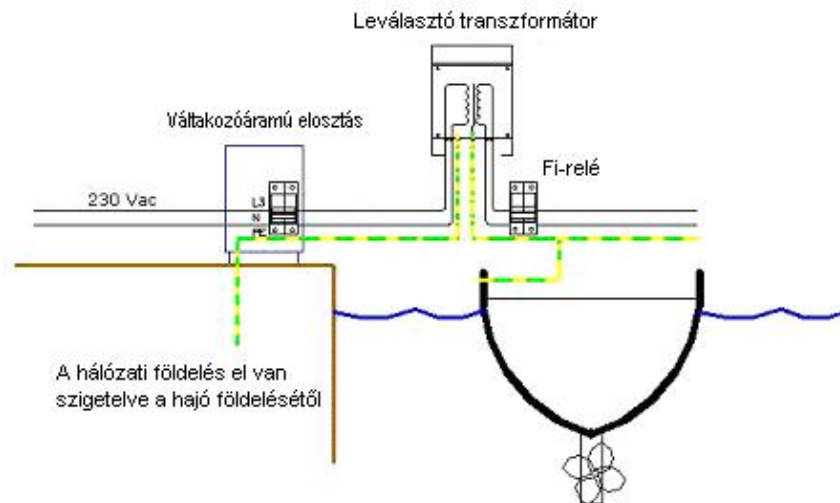 Leválasztó transzformátor
Váltakozóáramú elosztás
Fi-relé
230 Vac
L3
N
PE
A hálózati földelés el van
szigetelve a hajó földelésétől